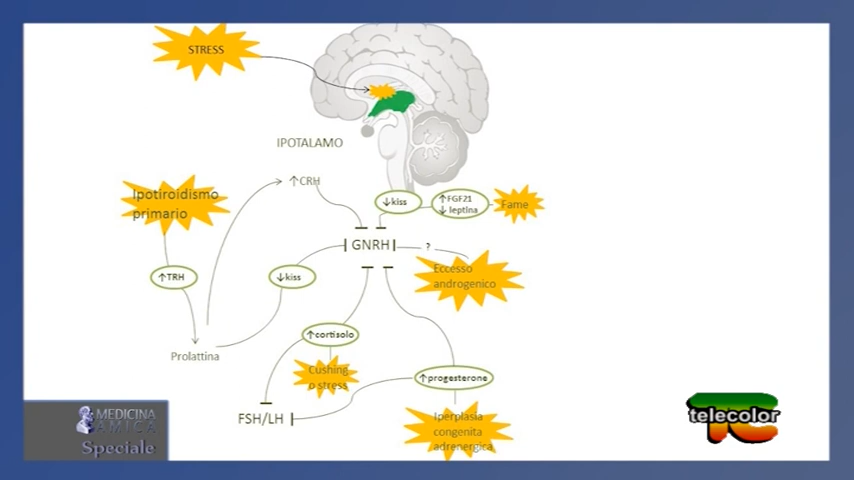 STRESS
IPOTALAMO
↑CRH
Ipotiroidismo
primario
↓kiss
↑FGF21
↓ leptina
Fame
GNRH
?
Eccesso
androgenico
↑TRH
↓kiss
↑cortisolo
Prolattina
Cushing
o stress
↑progesterone
FSH/LH
Iperplasia
congenita
adrenergica
MEDICINA
AMICA
Speciale
telecolor